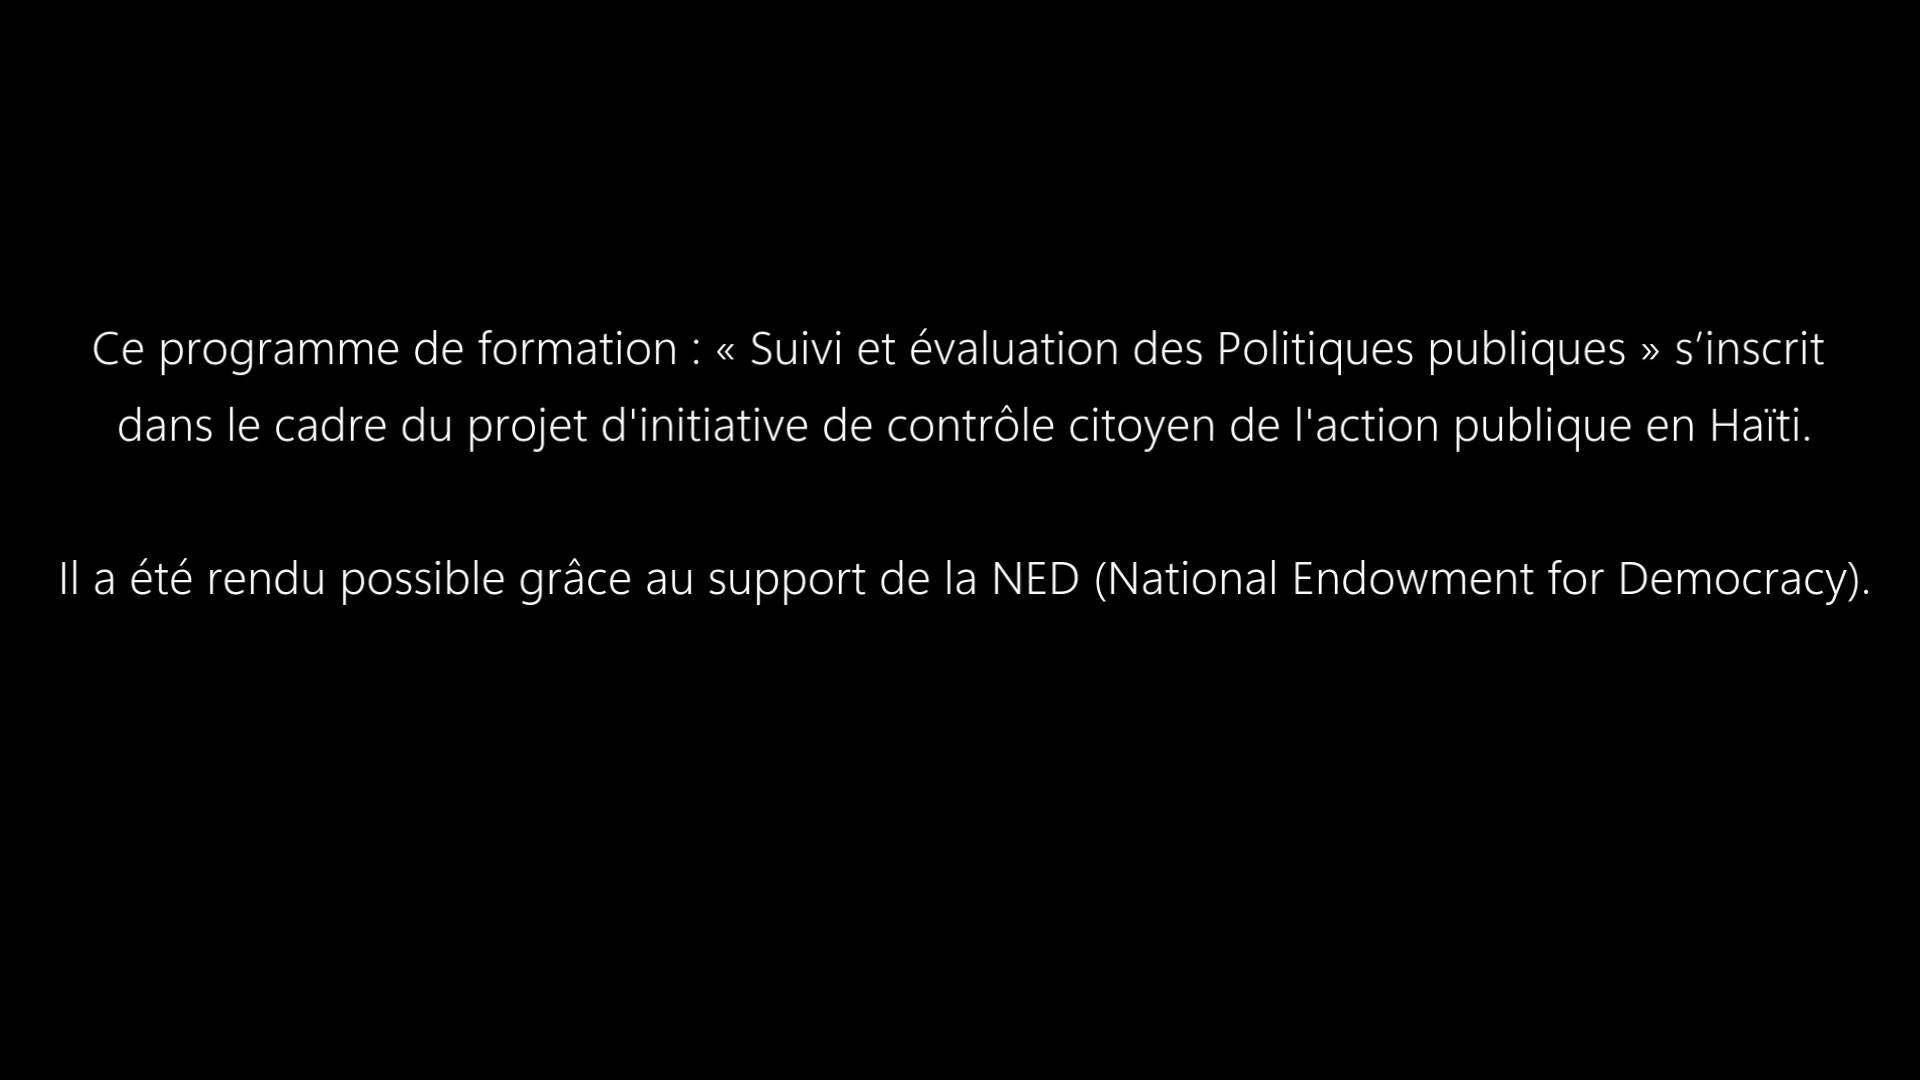 Ce programme de formation : « Suivi et évaluation des Politiques publiques » s’inscrit
dans le cadre du projet d'initiative de contrôle citoyen de l'action publique en Haïti.
Il a été rendu possible grâce au support de la NED (National Endowment for Democracy).